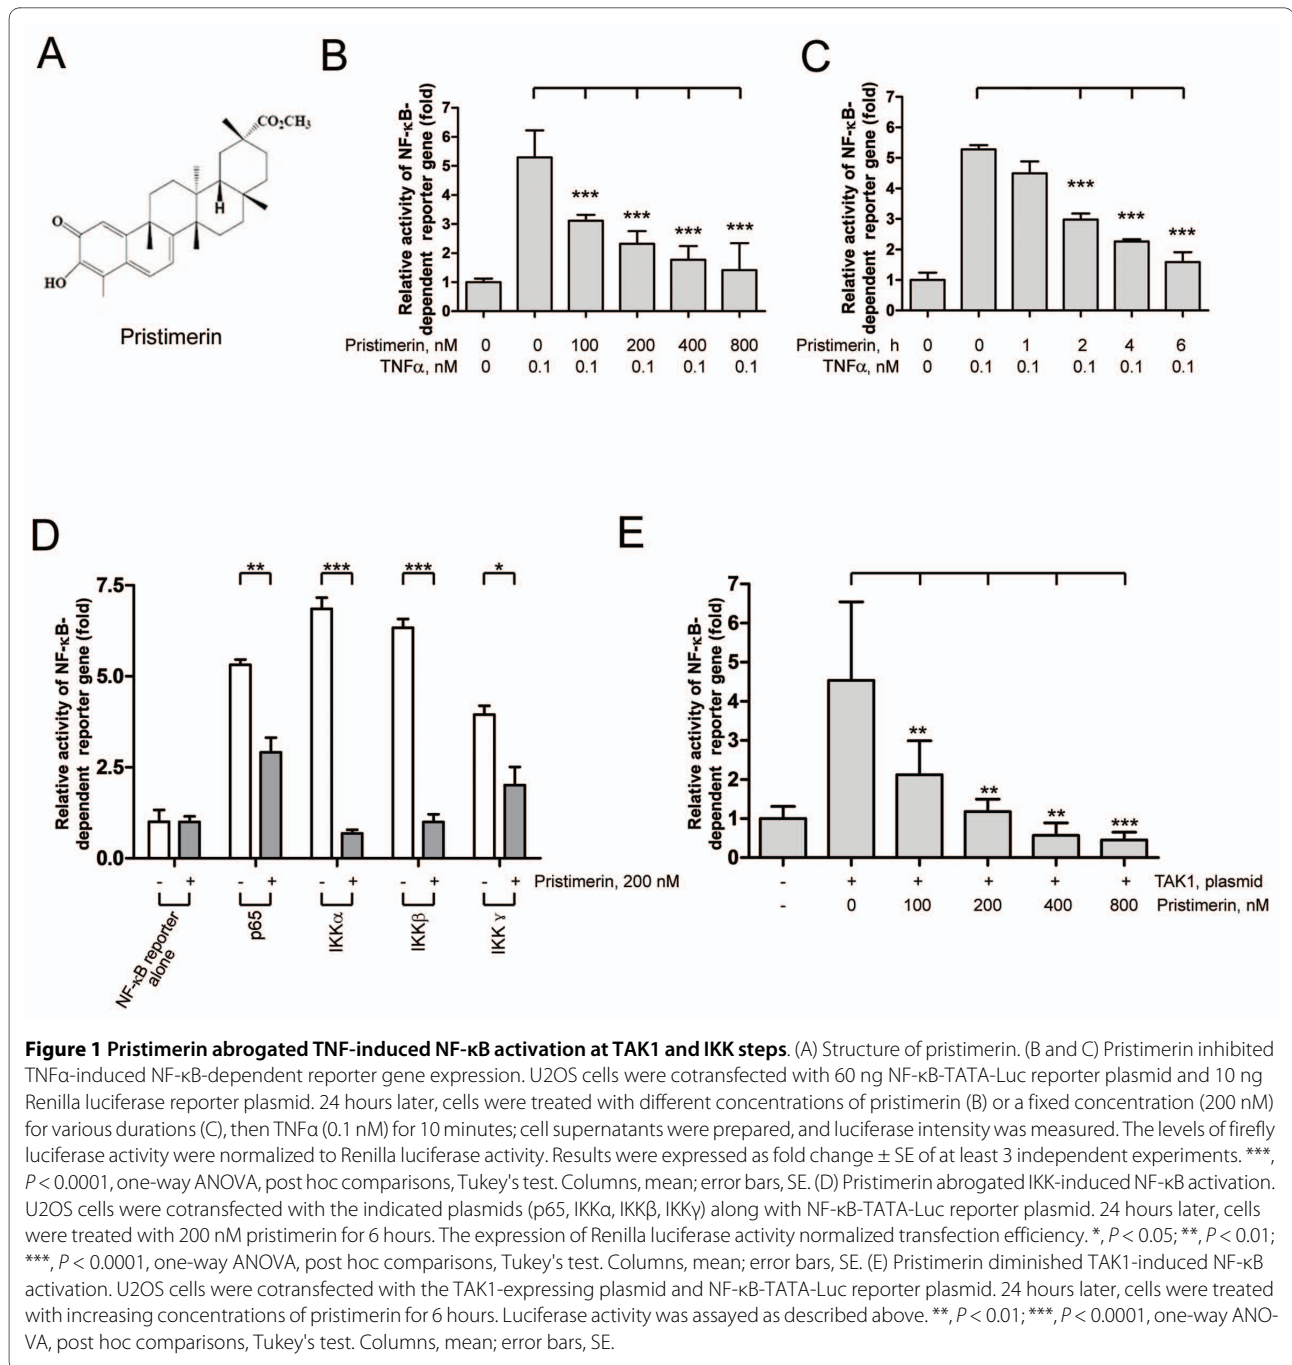 A
CO₂CH₃
H
O
HO
Pristimerin
B
Relative activity of NF-κB-
dependent reporter gene (fold)
7
6
5
4
3
2
1
0
*** *** *** ***
Pristimerin, nM 0 0 100 200 400 800
TNFα, nM 0 0.1 0.1 0.1 0.1 0.1
C
Relative activity of NF-κB-
dependent reporter gene (fold)
7
6
5
4
3
2
1
0
*** *** ***
Pristimerin, h 0 0 1 2 4 6
TNFα, nM 0 0.1 0.1 0.1 0.1 0.1
D
Relative activity of NF-κB-
dependent reporter gene (fold)
7.5
5.0
2.5
0.0
** *** *** *
- + - + - + - + - + Pristimerin, 200 nM
NF-κB reporter
alone
p65
IKKα
IKKβ
IKK γ
E
Relative activity of NF-κB-
dependent reporter gene (fold)
7
6
5
4
3
2
1
0
** ** ** ***
- + + + + + TAK1, plasmid
- 0 100 200 400 800 Pristimerin, nM
Figure 1 Pristimerin abrogated TNF-induced NF-κB activation at TAK1 and IKK steps. (A) Structure of pristimerin. (B and C) Pristimerin inhibited
TNFα-induced NF-κB-dependent reporter gene expression. U2OS cells were cotransfected with 60 ng NF-κB-TATA-Luc reporter plasmid and 10 ng
Renilla luciferase reporter plasmid. 24 hours later, cells were treated with different concentrations of pristimerin (B) or a fixed concentration (200 nM)
for various durations (C), then TNFα (0.1 nM) for 10 minutes; cell supernatants were prepared, and luciferase intensity was measured. The levels of firefly
luciferase activity were normalized to Renilla luciferase activity. Results were expressed as fold change ± SE of at least 3 independent experiments. ***,
P < 0.0001, one-way ANOVA, post hoc comparisons, Tukey's test. Columns, mean; error bars, SE. (D) Pristimerin abrogated IKK-induced NF-κB activation.
U2OS cells were cotransfected with the indicated plasmids (p65, IKKα, IKKβ, IKKγ) along with NF-κB-TATA-Luc reporter plasmid. 24 hours later, cells
were treated with 200 nM pristimerin for 6 hours. The expression of Renilla luciferase activity normalized transfection efficiency. *, P < 0.05; **, P < 0.01;
***, P < 0.0001, one-way ANOVA, post hoc comparisons, Tukey's test. Columns, mean; error bars, SE. (E) Pristimerin diminished TAK1-induced NF-κB
activation. U2OS cells were cotransfected with the TAK1-expressing plasmid and NF-κB-TATA-Luc reporter plasmid. 24 hours later, cells were treated
with increasing concentrations of pristimerin for 6 hours. Luciferase activity was assayed as described above. **, P < 0.01; ***, P < 0.0001, one-way ANO-
VA, post hoc comparisons, Tukey's test. Columns, mean; error bars, SE.